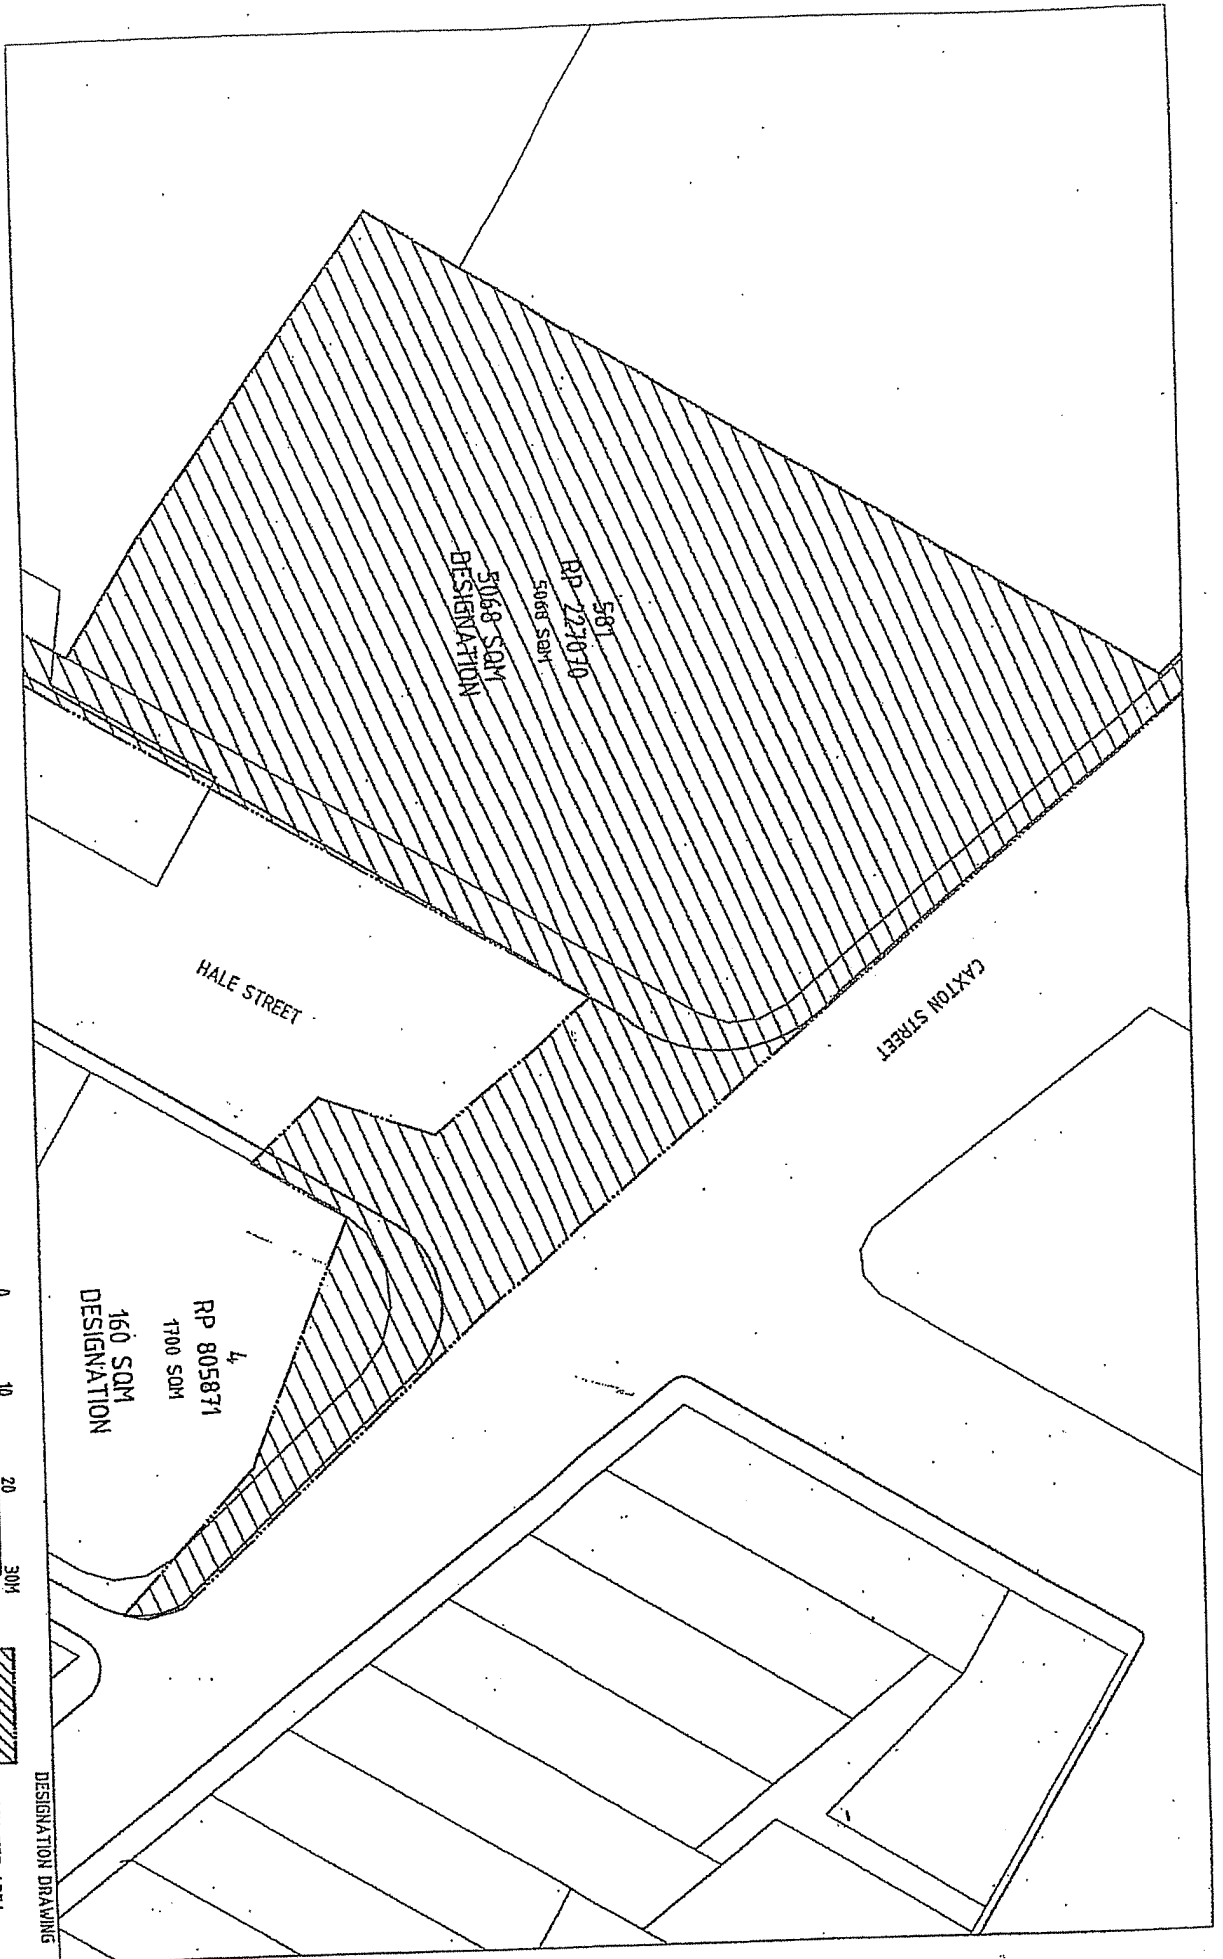 CAXTON STREET
581
RP 227070
5068 SQM
5068 SQM
DESIGNATION
HALE STREET
4
RP 805871
1700 SQM
160 SQM
DESIGNATION
0 10 20 30M
DESIGNATION DRAWING